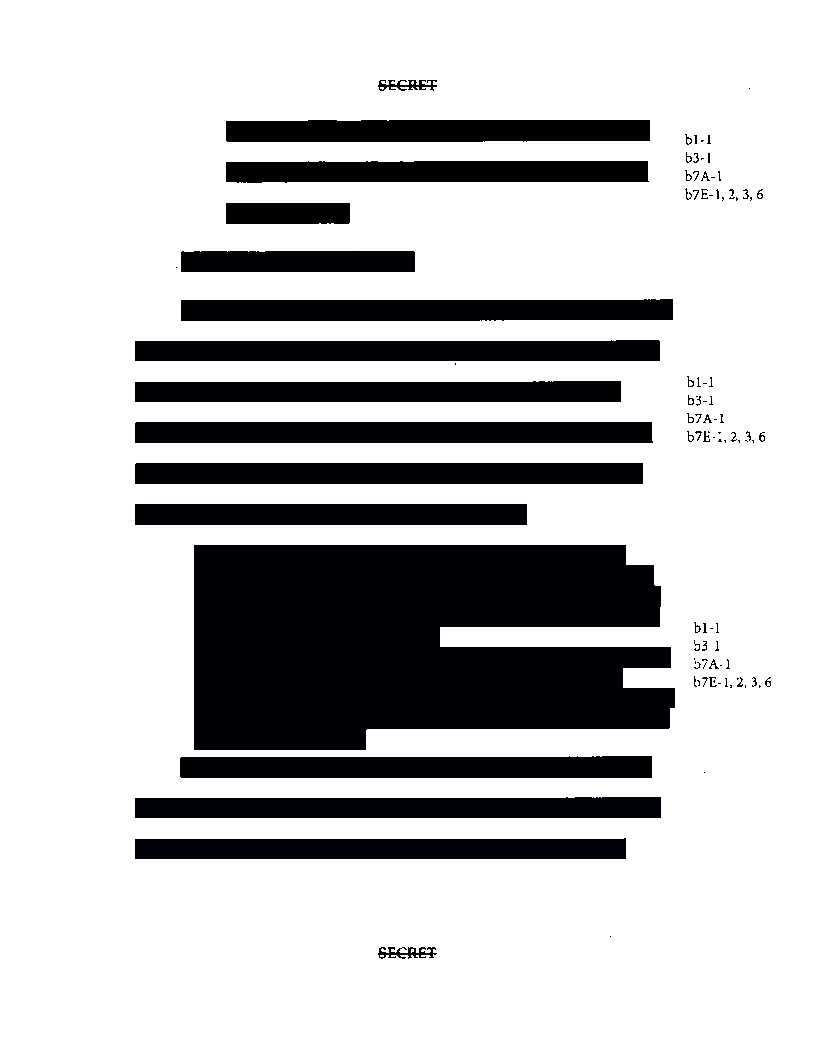 SECRET
b1-1
b3-1
b7A-1
b7E-1, 2, 3, 6
b1-1
b3-1
b7A-1
b7E-1, 2, 3, 6
b1-1
b3-1
b7A-1
b7E-1, 2, 3, 6
SECRET